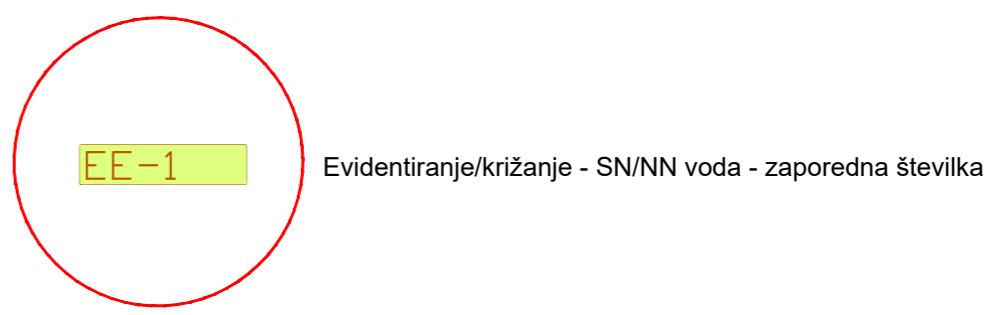 EE-1
Evidentiranje/križanje - SN/NN voda - zaporedna številka